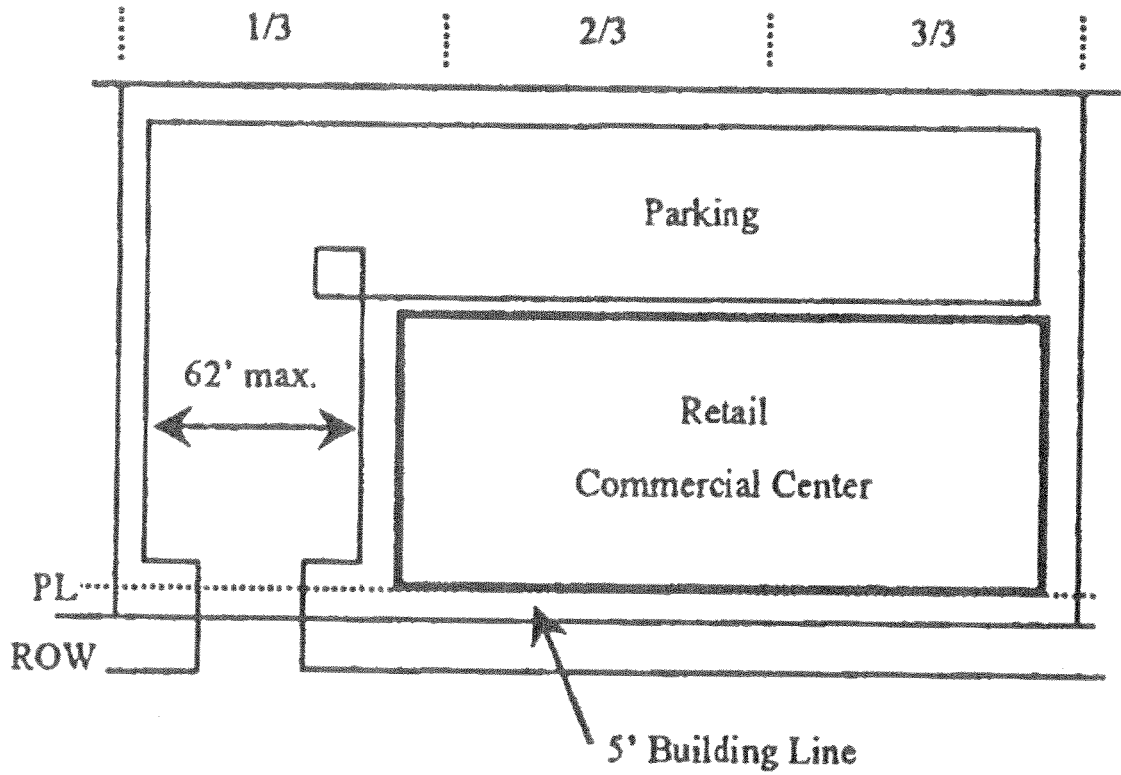 1/3 2/3 3/3
Parking
62' max.
Retail
Commercial Center
PL
ROW
5' Building Line